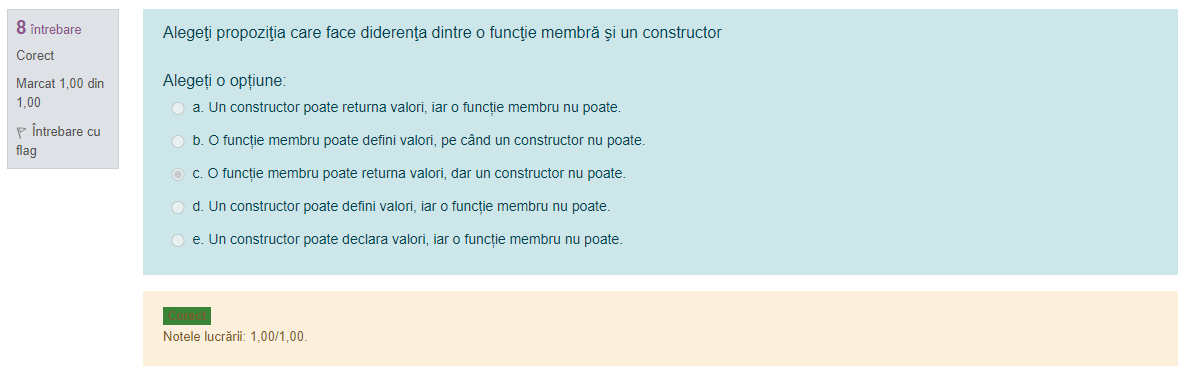 8 întrebare
Corect
Marcat 1,00 din
1,00
Întrebare cu
flag
Alegeţi propoziţia care face diderenţa dintre o funcţie membră şi un constructor
Alegeți o opțiune:
a. Un constructor poate returna valori, iar o funcție membru nu poate.
b. O funcție membru poate defini valori, pe când un constructor nu poate.
c. O funcție membru poate returna valori, dar un constructor nu poate.
d. Un constructor poate defini valori, iar o funcție membru nu poate.
e. Un constructor poate declara valori, iar o funcție membru nu poate.
Corect
Notele lucrării: 1,00/1,00.